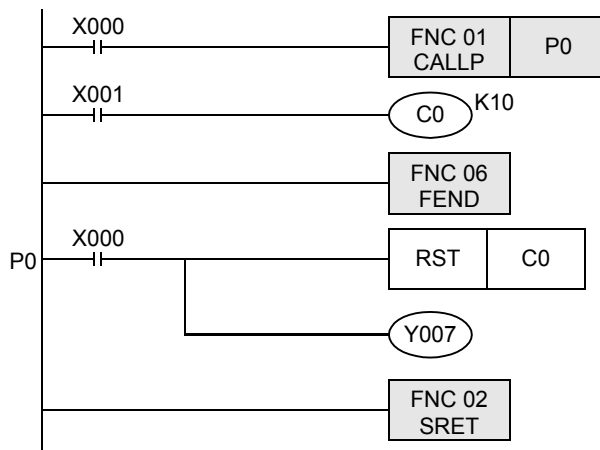 X000
FNC 01
CALLP
P0
X001
C0
K10
FNC 06
FEND
P0
X000
RST
C0
Y007
FNC 02
SRET